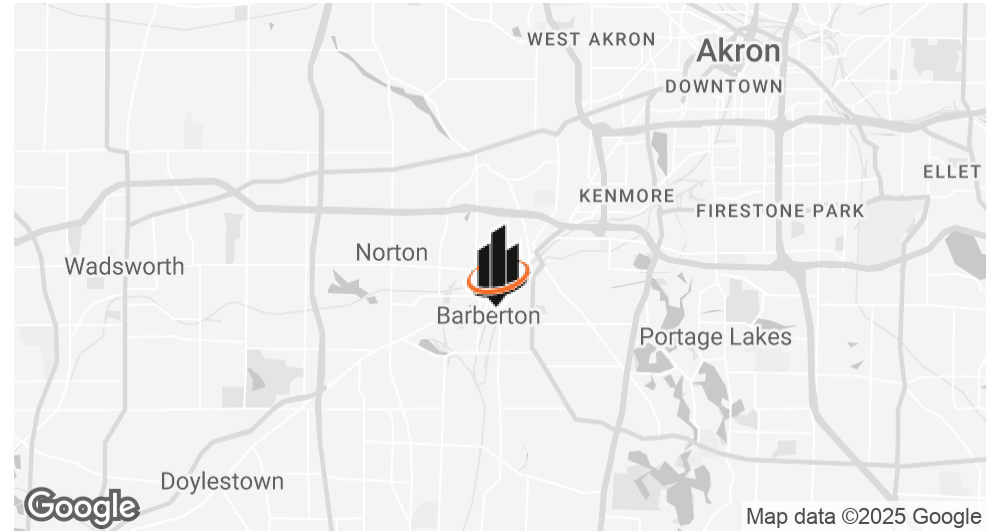 WEST AKRON
Akron
DOWNTOWN
ELLET
KENMORE
FIRESTONE PARK
Norton
Wadsworth
Barberton
Portage Lakes
Doylestown
Google
Map data ©2025 Google